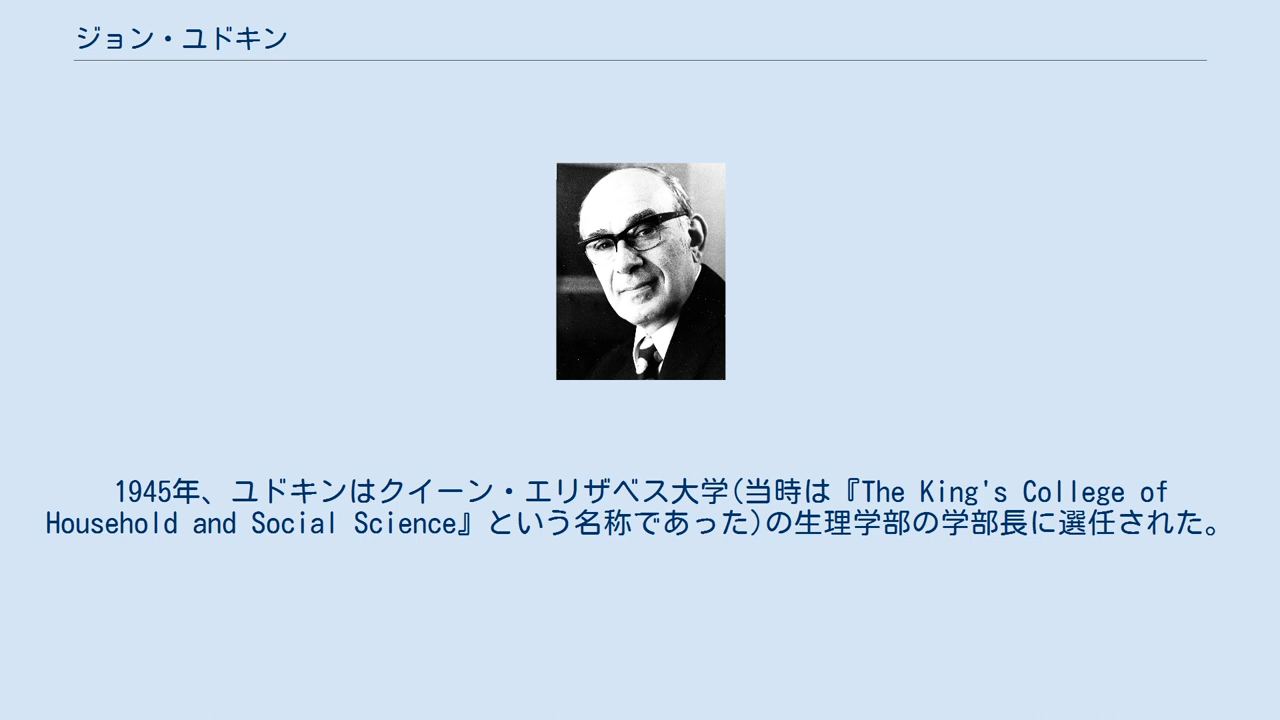 ジョン・ユドキン
1945年、ユドキンはクイーン・エリザベス大学(当時は『The King's College of
Household and Social Science』という名称であった)の生理学部の学部長に選任された。